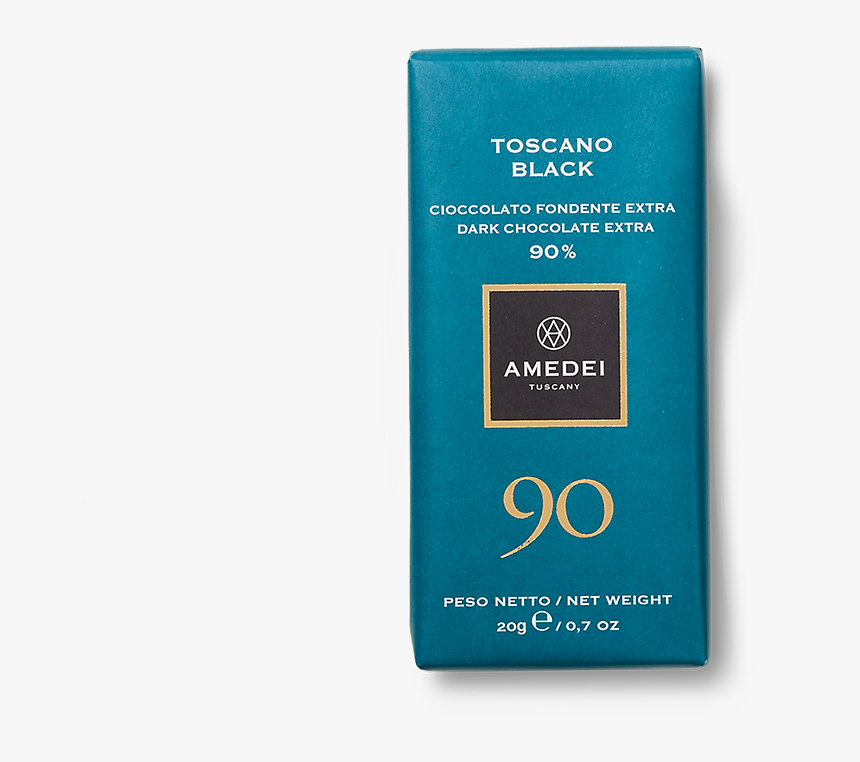 TOSCANO
BLACK
CIOCCOLATO FONDENTE EXTRA
DARK CHOCOLATE EXTRA
90%
AMEDEI
TUSCANY
90
PESO NETTO / NET WEIGHT
20g e / 0,7 OZ